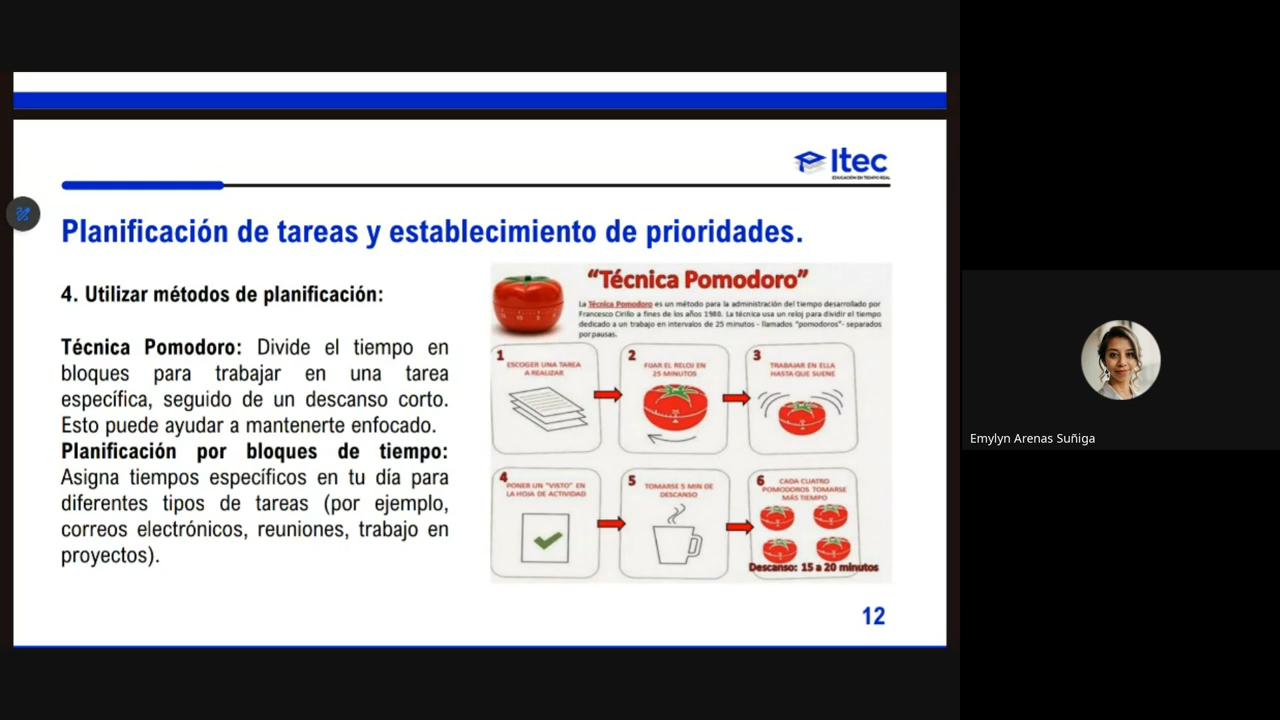 Itec
EDUCACIÓN EN TIEMPO REAL
Planificación de tareas y establecimiento de prioridades.
4. Utilizar métodos de planificación:
Técnica Pomodoro: Divide el tiempo en
bloques para trabajar en una tarea
específica, seguido de un descanso corto.
Esto puede ayudar a mantenerte enfocado.
Planificación por bloques de tiempo:
Asigna tiempos específicos en tu día para
diferentes tipos de tareas (por ejemplo,
correos electrónicos, reuniones, trabajo en
proyectos).
“Técnica Pomodoro”
La Técnica Pomodoro es un método para la administración del tiempo desarrollado por
Francesco Cirillo a fines de los años 1980. La técnica usa un reloj para dividir el tiempo
dedicado a un trabajo en intervalos de 25 minutos - llamados "pomodoros"- separados
por pausas.
1
ESCOGER UNA TAREA
A REALIZAR
2
FIJAR EL RELOJ EN
25 MINUTOS
3
TRABAJAR EN ELLA
HASTA QUE SUENE
4
PONER UN "VISTO" EN
LA HOJA DE ACTIVIDAD
5
TOMARSE 5 MIN DE
DESCANSO
6
CADA CUATRO
POMODOROS TOMARSE
MÁS TIEMPO
Descanso: 15 a 20 minutos
12
Emylyn Arenas Suñiga